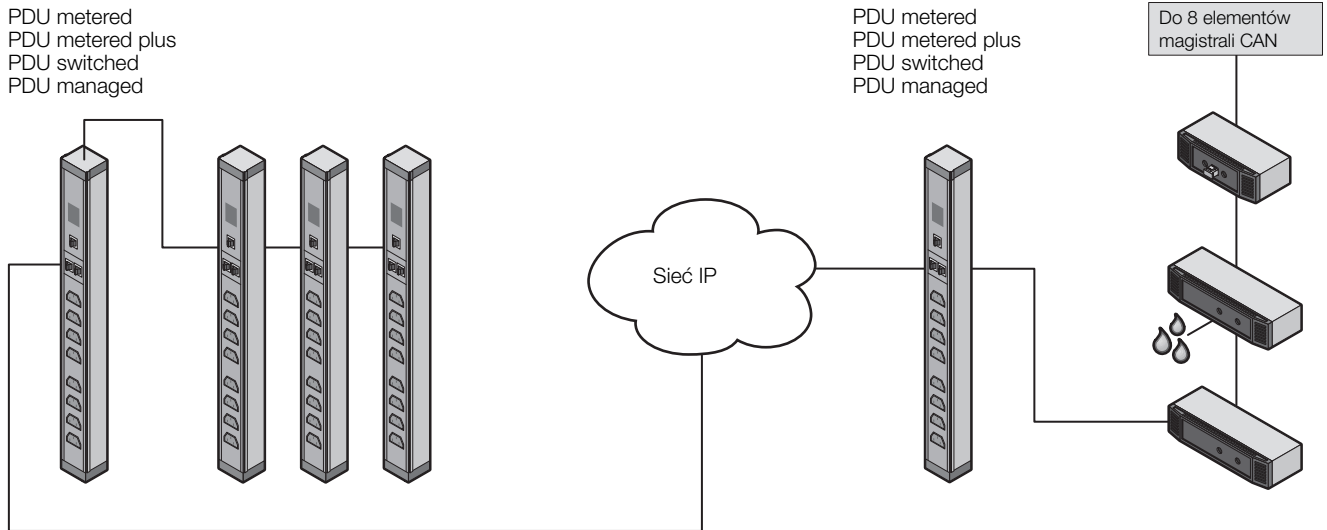 PDU metered
PDU metered plus
PDU switched
PDU managed
PDU metered
PDU metered plus
PDU switched
PDU managed
Do 8 elementów
magistrali CAN
Sieć IP